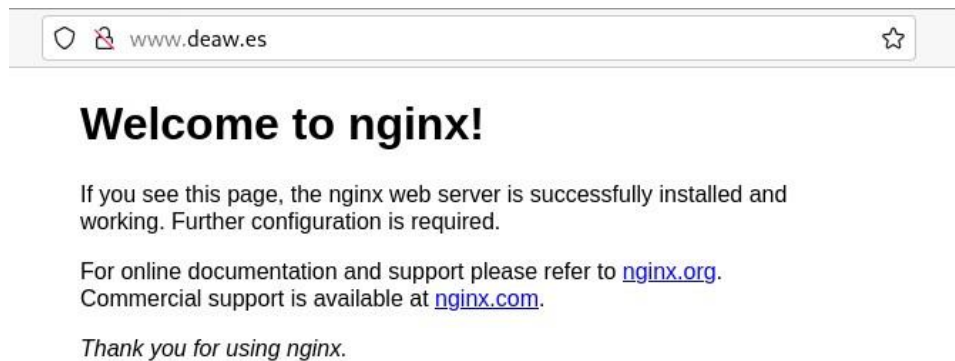 www.deaw.es
Welcome to nginx!
If you see this page, the nginx web server is successfully installed and
working. Further configuration is required.
For online documentation and support please refer to nginx.org.
Commercial support is available at nginx.com.
Thank you for using nginx.